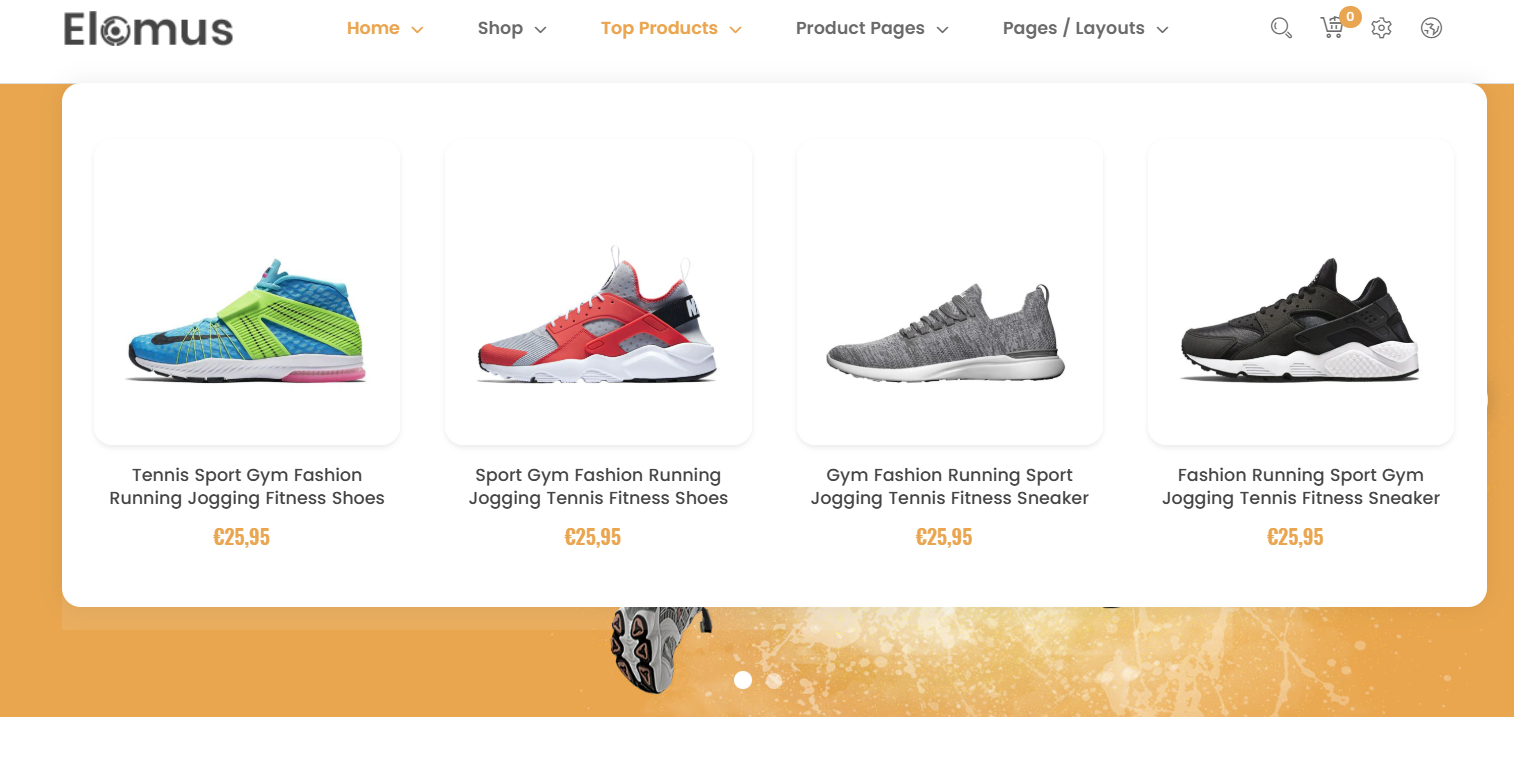 Elomus
Home
Shop
Top Products
Product Pages
Pages / Layouts
0
Tennis Sport Gym Fashion
Running Jogging Fitness Shoes
€25,95
Sport Gym Fashion Running
Jogging Tennis Fitness Shoes
€25,95
Gym Fashion Running Sport
Jogging Tennis Fitness Sneaker
€25,95
Fashion Running Sport Gym
Jogging Tennis Fitness Sneaker
€25,95